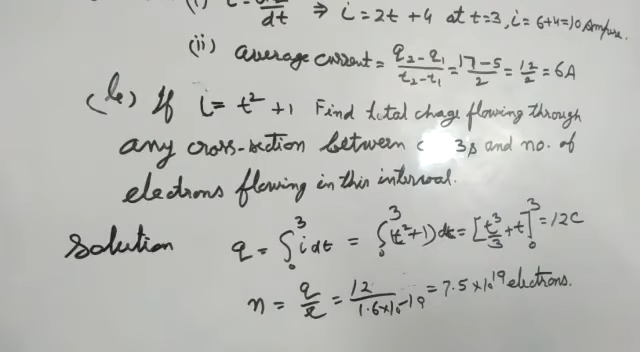 (i) i = dt ⇒ i = 2t + 4 at t=3, i = 6+4=10 Ampere.
(ii) average current = q₂-q₁/t₂-t₁ = 17-5/2 = 12/2 = 6A
(b) If i = t² + 1 Find total chage flowing through
any cross-section between 3s and no. of
electrons flowing in this interval.
Solution q = ∫₀³ i dt = ∫₀³ (t²+1) dt = [t³/3 + t]₀³ = 12C
n = q/e = 12/1.6×10⁻¹⁹ = 7.5×10¹⁹ electrons.